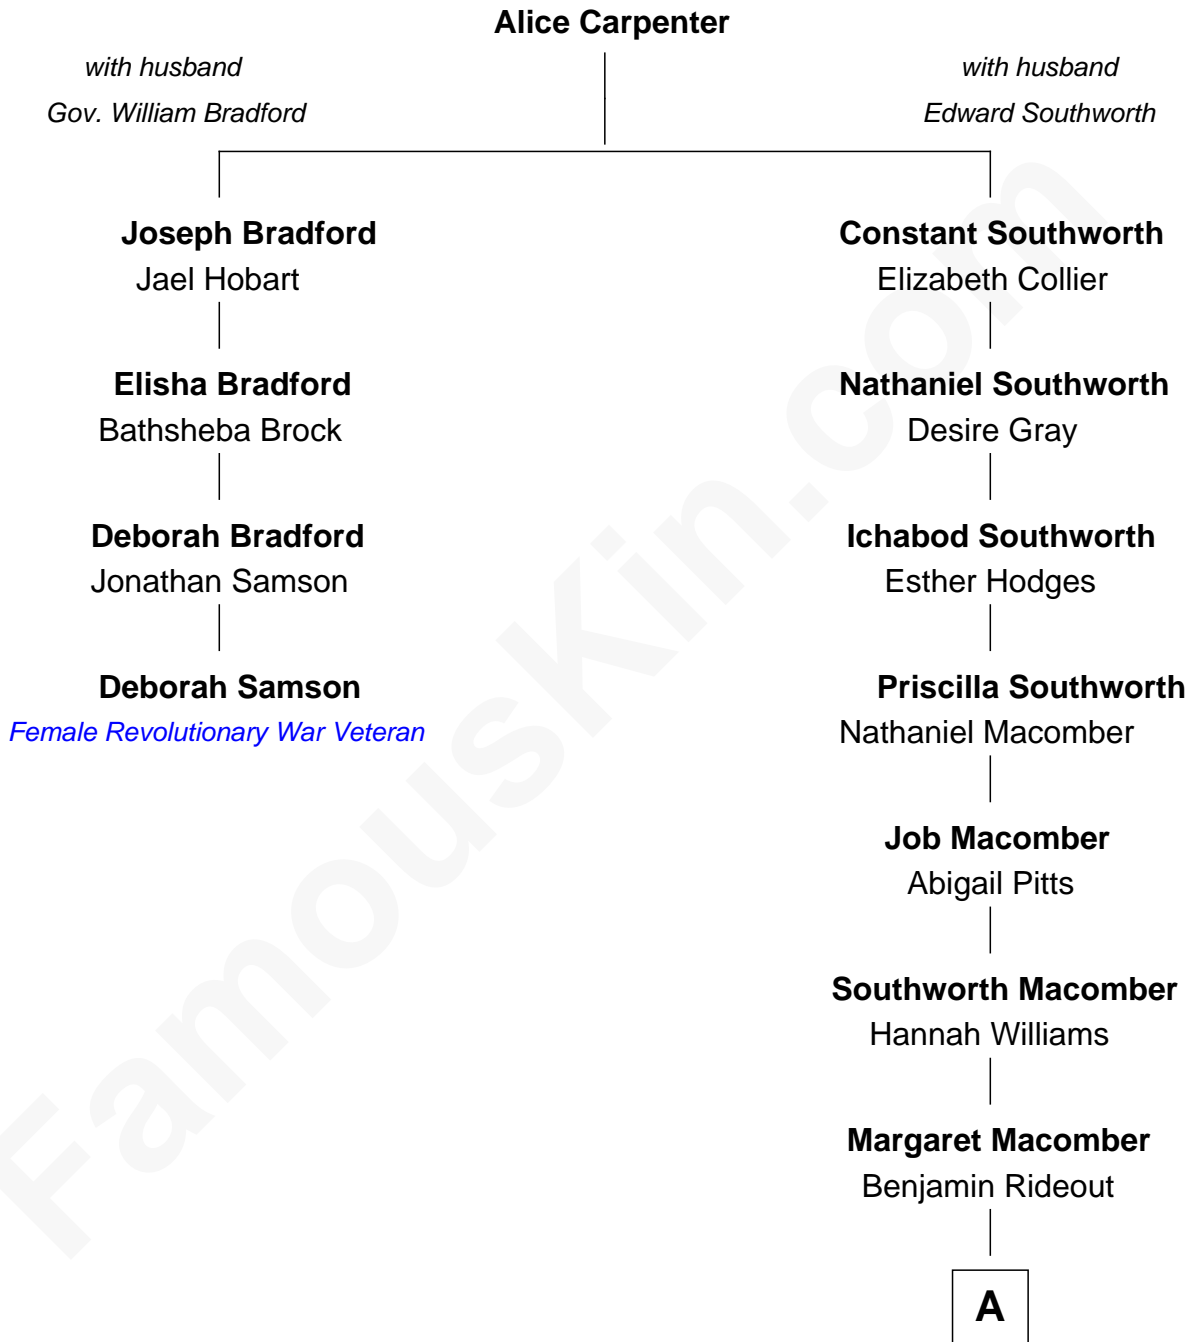 Alice Carpenter
with husband
Gov. William Bradford
with husband
Edward Southworth
Joseph Bradford
Jael Hobart
Constant Southworth
Elizabeth Collier
Elisha Bradford
Bathsheba Brock
Nathaniel Southworth
Desire Gray
Deborah Bradford
Jonathan Samson
Ichabod Southworth
Esther Hodges
Deborah Samson
Female Revolutionary War Veteran
Priscilla Southworth
Nathaniel Macomber
Job Macomber
Abigail Pitts
Southworth Macomber
Hannah Williams
Margaret Macomber
Benjamin Rideout
A
FamousKin.com